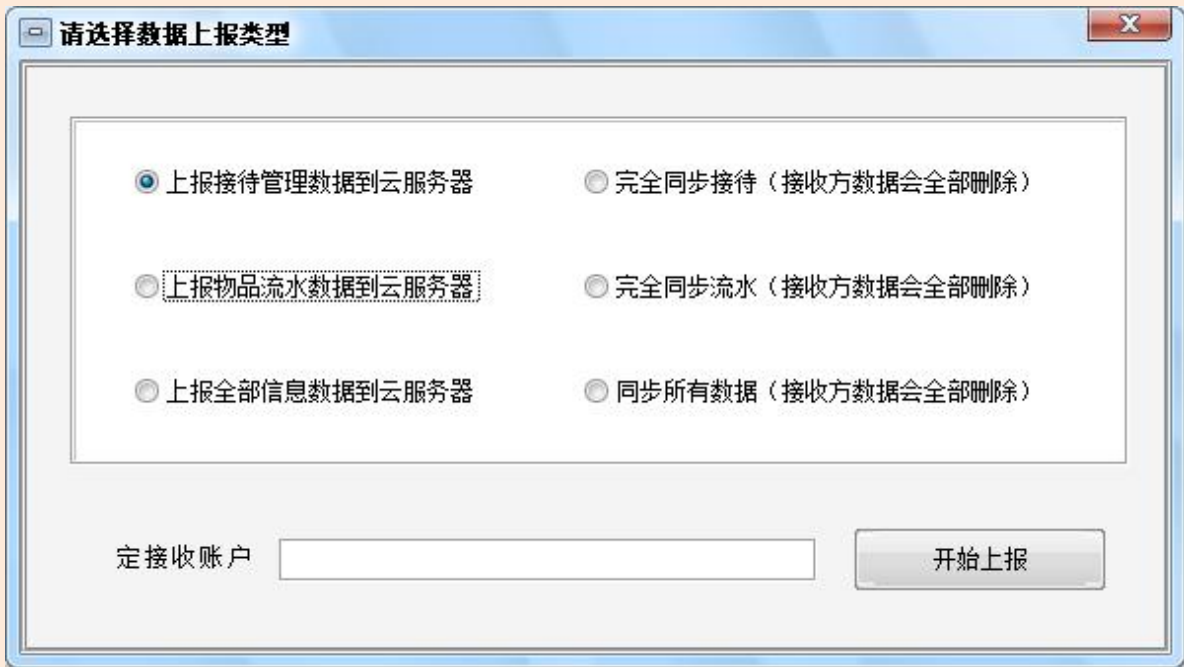 请选择数据上报类型
上报接待管理数据到云服务器
完全同步接待（接收方数据会全部删除）
上报物品流水数据到云服务器
完全同步流水（接收方数据会全部删除）
上报全部信息数据到云服务器
同步所有数据（接收方数据会全部删除）
定接收账户
开始上报